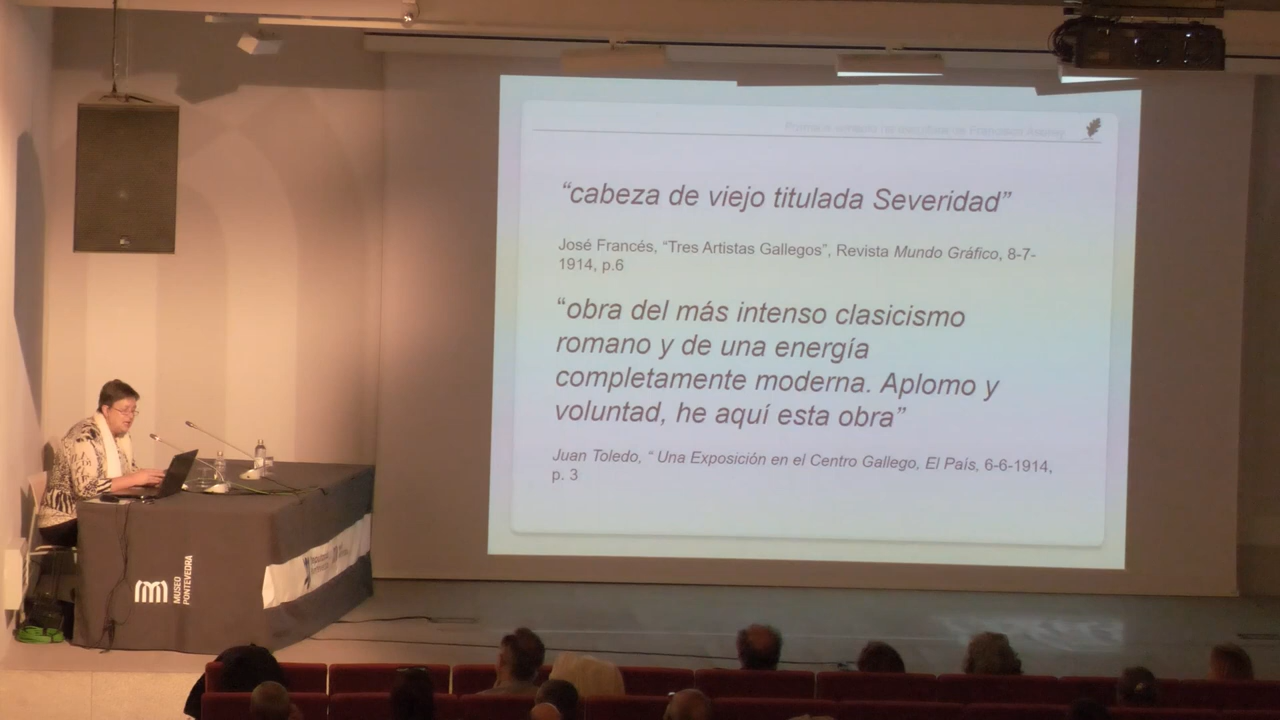 “cabeza de viejo titulada Severidad”
José Francés, “Tres Artistas Gallegos”, Revista Mundo Gráfico, 8-7-
1914, p.6
“obra del más intenso clasicismo
romano y de una energía
completamente moderna. Aplomo y
voluntad, he aquí esta obra”
Juan Toledo, “ Una Exposición en el Centro Gallego, El País, 6-6-1914,
p. 3
MUSEO
PONTEVEDRA